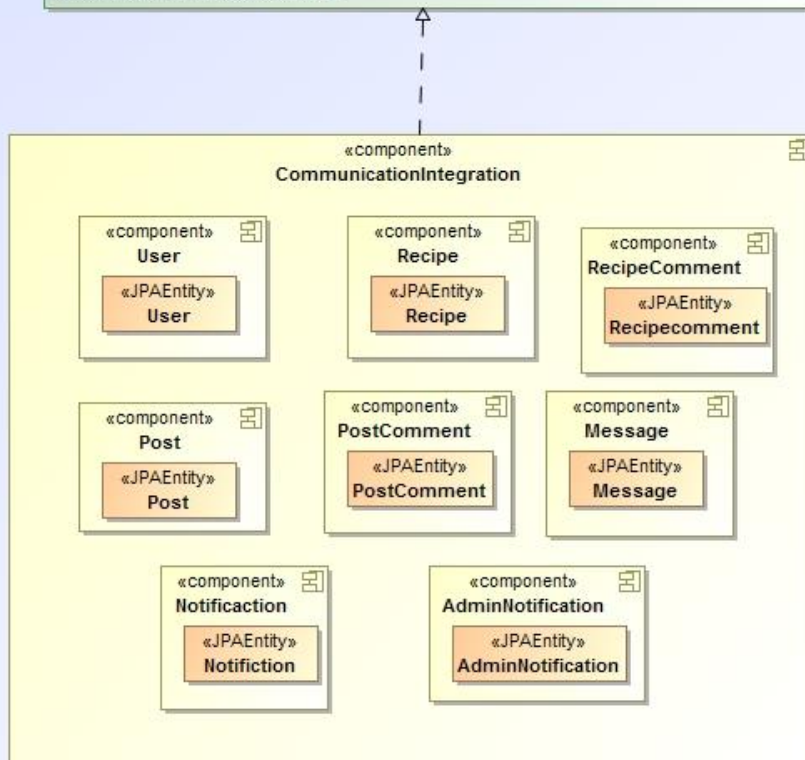 «component»
CommunicationIntegration
«component»
User
«JPAEntity»
User
«component»
Recipe
«JPAEntity»
Recipe
«component»
RecipeComment
«JPAEntity»
Recipecomment
«component»
Post
«JPAEntity»
Post
«component»
PostComment
«JPAEntity»
PostComment
«component»
Message
«JPAEntity»
Message
«component»
Notificaction
«JPAEntity»
Notifiction
«component»
AdminNotification
«JPAEntity»
AdminNotification